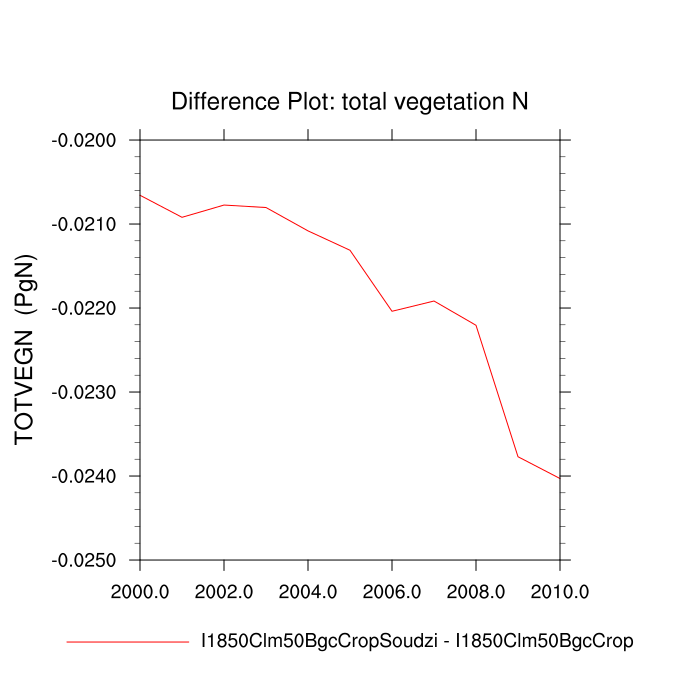 Difference Plot: total vegetation N
-0.0200
-0.0210
-0.0220
-0.0230
-0.0240
-0.0250
TOTVEGN (PgN)
2000.0 2002.0 2004.0 2006.0 2008.0 2010.0
I1850Clm50BgcCropSoudzi - I1850Clm50BgcCrop